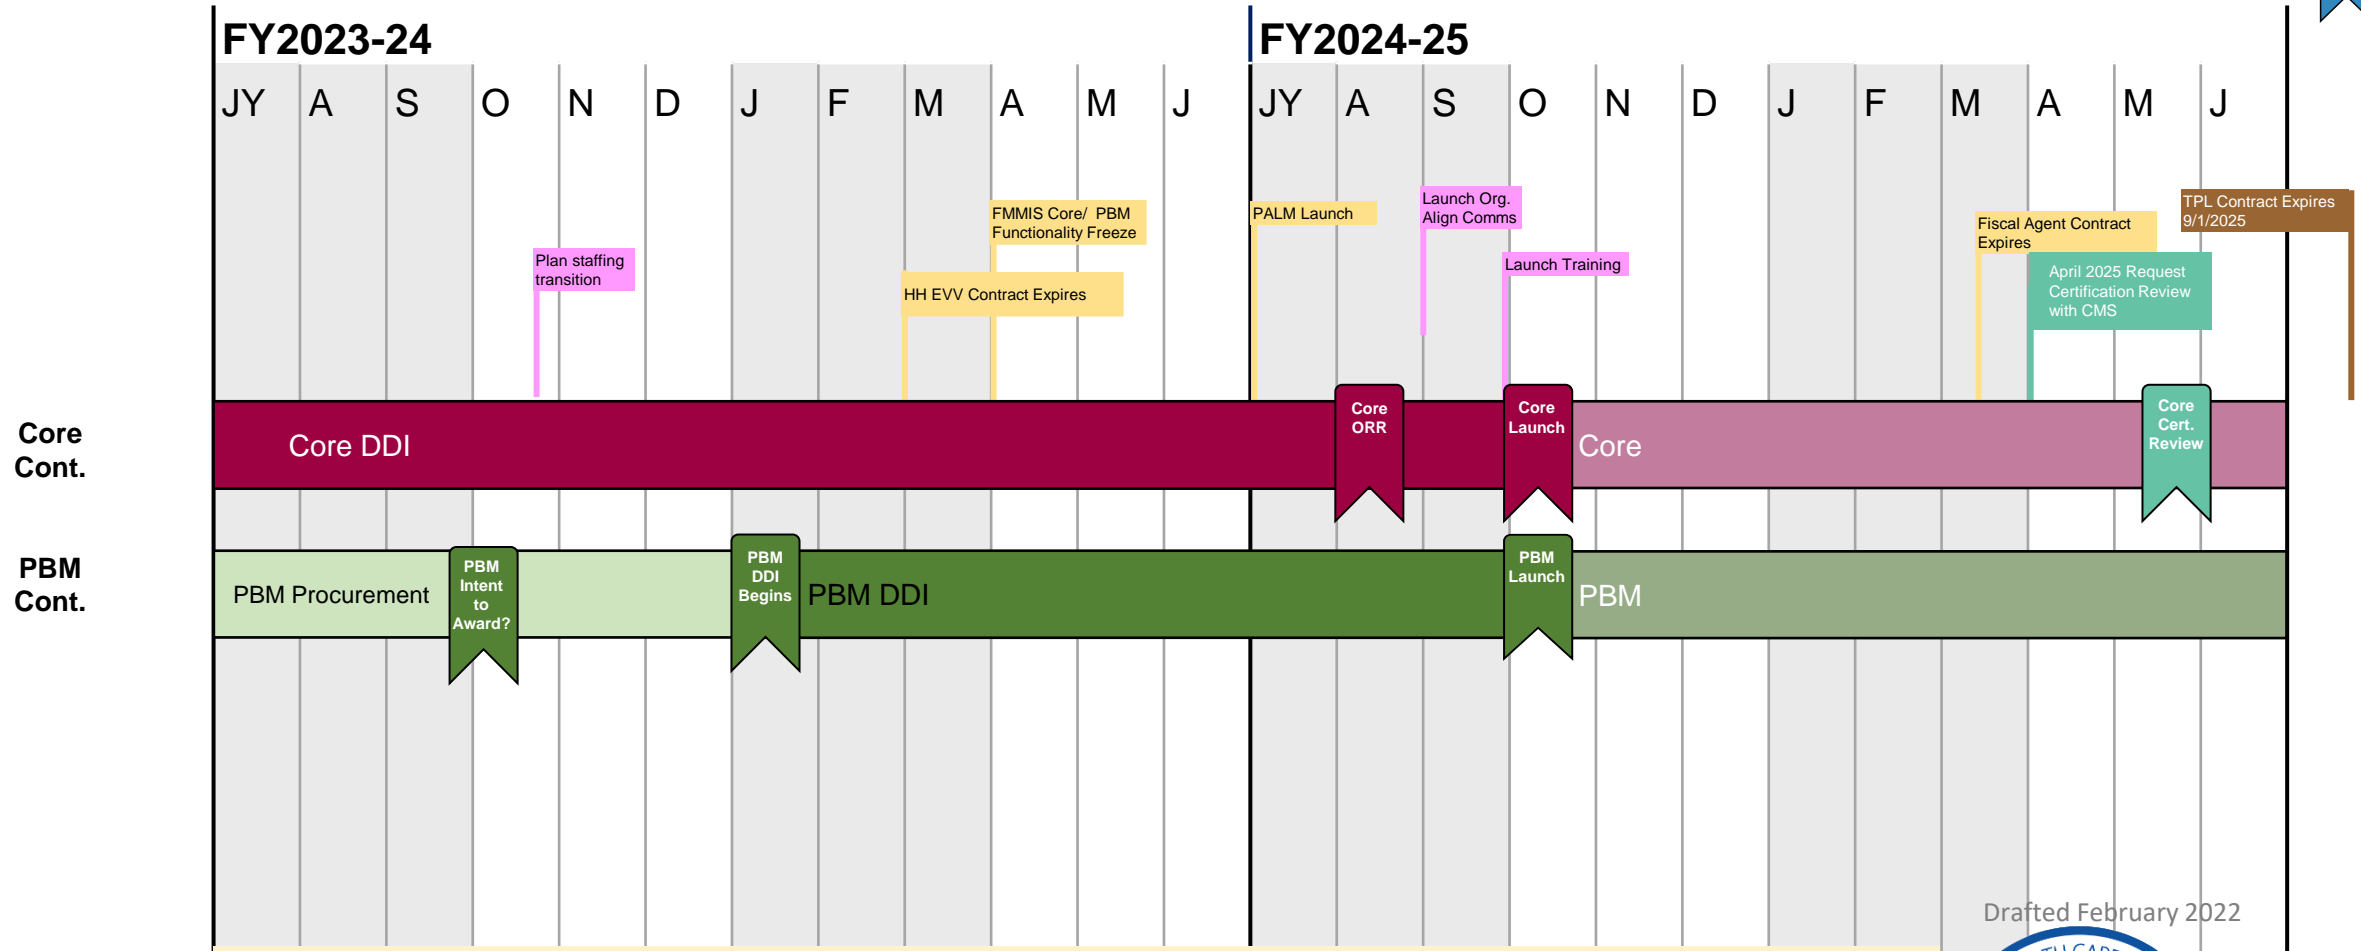 FY2023-24
FY2024-25
JY A S O N D J F M A M J JY A S O N D J F M A M J
Launch Org.
Align Comms
TPL Contract Expires
9/1/2025
FMMIS Core/ PBM
Functionality Freeze
PALM Launch
Fiscal Agent Contract
Expires
Plan staffing
transition
Launch Training
April 2025 Request
Certification Review
with CMS
HH EVV Contract Expires
Core
Cont.
Core DDI
Core
ORR
Core
Launch
Core
Core
Cert.
Review
PBM
Cont.
PBM Procurement
PBM
Intent
to
Award?
PBM
DDI
Begins
PBM DDI
PBM
Launch
PBM
Drafted February 2022